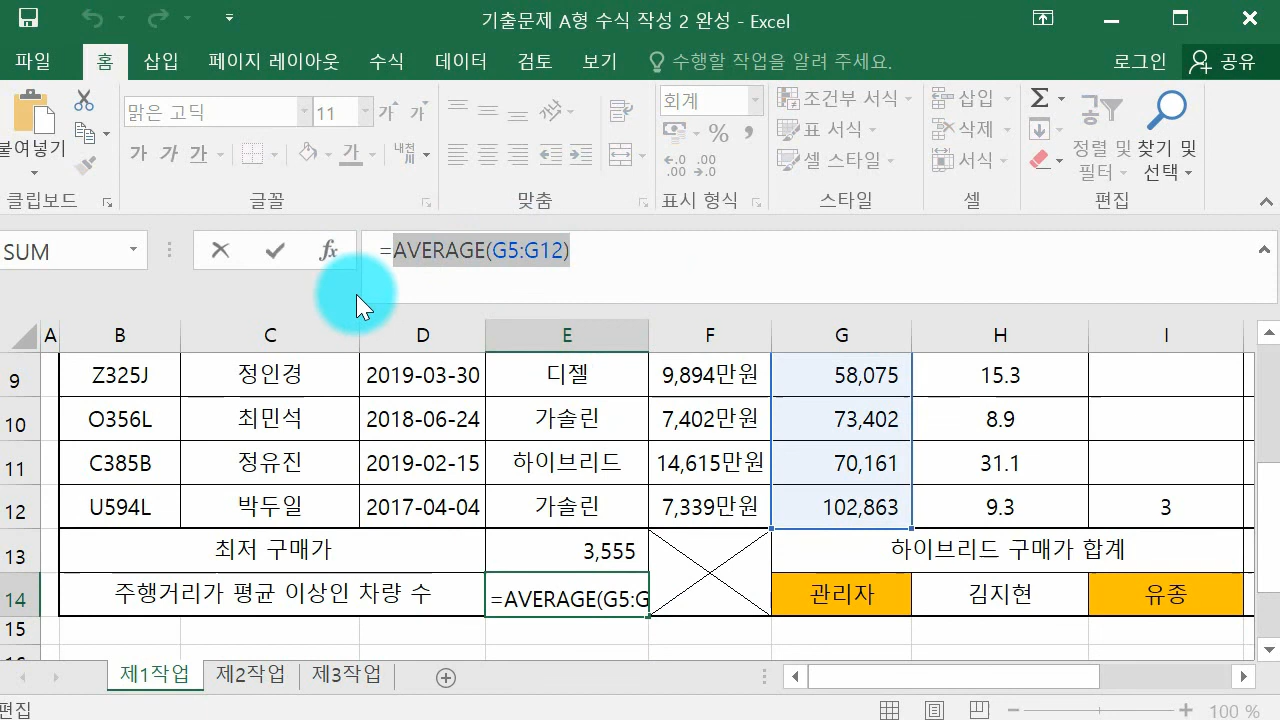 기출문제 A형 수식 작성 2 완성 - Excel
파일 홈 삽입 페이지 레이아웃 수식 데이터 검토 보기 수행할 작업을 알려 주세요. 로그인 공유
붙여넣기 맑은 고딕 11 가 가 회계 조건부 서식 삽입 Σ
가 가 가 가 내천 % , 표 서식 삭제 정렬 및 찾기 및
←.0 .00 .00 →.0 셀 스타일 서식 필터 선택
클립보드 글꼴 맞춤 표시 형식 스타일 셀 편집
SUM fx =AVERAGE(G5:G12)
A B C D E F G H I
9 Z325J 정인경 2019-03-30 디젤 9,894만원 58,075 15.3
10 O356L 최민석 2018-06-24 가솔린 7,402만원 73,402 8.9
11 C385B 정유진 2019-02-15 하이브리드 14,615만원 70,161 31.1
12 U594L 박두일 2017-04-04 가솔린 7,339만원 102,863 9.3 3
13 최저 구매가 3,555 하이브리드 구매가 합계
14 주행거리가 평균 이상인 차량 수 =AVERAGE(G5:G 관리자 김지현 유종
15
제1작업 제2작업 제3작업
편집 100 %